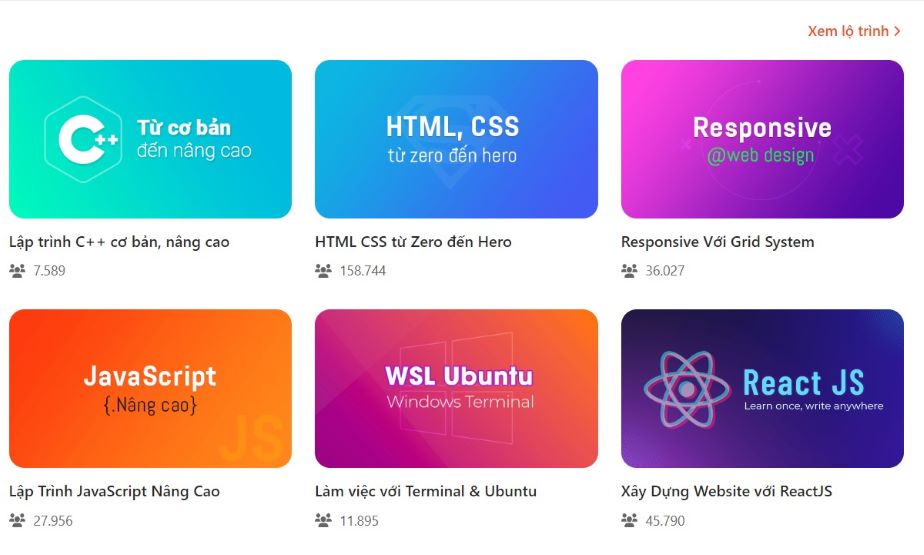 Xem lộ trình
C++
Từ cơ bản
đến nâng cao
HTML, CSS
từ zero đến hero
Responsive
@web design
Lập trình C++ cơ bản, nâng cao
HTML CSS từ Zero đến Hero
Responsive Với Grid System
7.589
158.744
36.027
JavaScript
{.Nâng cao}
JS
WSL Ubuntu
Windows Terminal
React JS
Learn once, write anywhere
Lập Trình JavaScript Nâng Cao
Làm việc với Terminal & Ubuntu
Xây Dựng Website với ReactJS
27.956
11.895
45.790